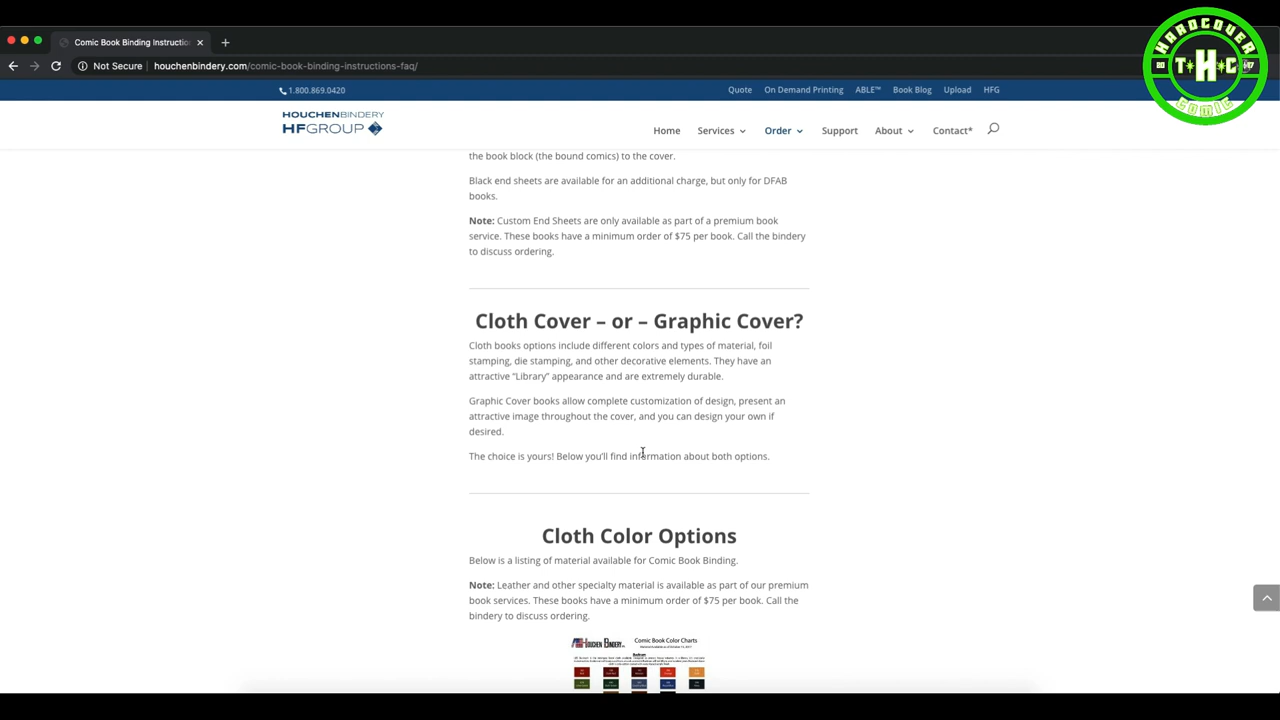 Comic Book Binding Instructio
Not Secure houchenbindery.com/comic-book-binding-instructions-faq/
HARDCOVER
T*H*C
COMIC
1.800.869.0420
Quote On Demand Printing ABLE™ Book Blog Upload HFG
HOUCHENBINDERY
HFGROUP
Home Services Order Support About Contact*
the book block (the bound comics) to the cover.
Black end sheets are available for an additional charge, but only for DFAB
books.
Note: Custom End Sheets are only available as part of a premium book
service. These books have a minimum order of $75 per book. Call the bindery
to discuss ordering.
Cloth Cover – or – Graphic Cover?
Cloth books options include different colors and types of material, foil
stamping, die stamping, and other decorative elements. They have an
attractive “Library” appearance and are extremely durable.
Graphic Cover books allow complete customization of design, present an
attractive image throughout the cover, and you can design your own if
desired.
The choice is yours! Below you’ll find information about both options.
Cloth Color Options
Below is a listing of material available for Comic Book Binding.
Note: Leather and other specialty material is available as part of our premium
book services. These books have a minimum order of $75 per book. Call the
bindery to discuss ordering.
HOUCHEN BINDERY
Comic Book Color Charts